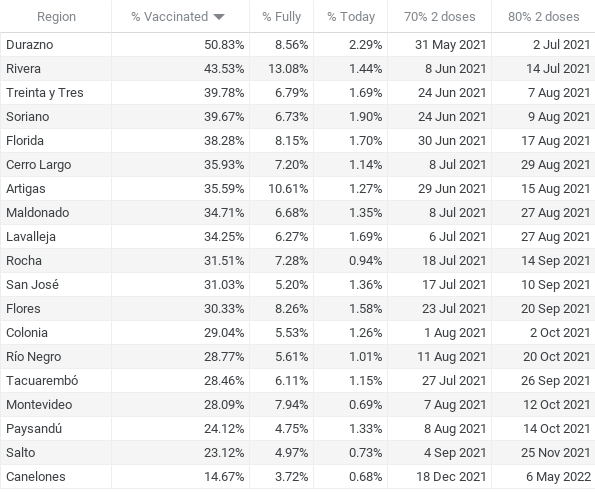 Region % Vaccinated % Fully % Today 70% 2 doses 80% 2 doses
Durazno 50.83% 8.56% 2.29% 31 May 2021 2 Jul 2021
Rivera 43.53% 13.08% 1.44% 8 Jun 2021 14 Jul 2021
Treinta y Tres 39.78% 6.79% 1.69% 24 Jun 2021 7 Aug 2021
Soriano 39.67% 6.73% 1.90% 24 Jun 2021 9 Aug 2021
Florida 38.28% 8.15% 1.70% 30 Jun 2021 17 Aug 2021
Cerro Largo 35.93% 7.20% 1.14% 8 Jul 2021 29 Aug 2021
Artigas 35.59% 10.61% 1.27% 29 Jun 2021 15 Aug 2021
Maldonado 34.71% 6.68% 1.35% 8 Jul 2021 27 Aug 2021
Lavalleja 34.25% 6.27% 1.69% 6 Jul 2021 27 Aug 2021
Rocha 31.51% 7.28% 0.94% 18 Jul 2021 14 Sep 2021
San José 31.03% 5.20% 1.36% 17 Jul 2021 10 Sep 2021
Flores 30.33% 8.26% 1.58% 23 Jul 2021 20 Sep 2021
Colonia 29.04% 5.53% 1.26% 1 Aug 2021 2 Oct 2021
Río Negro 28.77% 5.61% 1.01% 11 Aug 2021 20 Oct 2021
Tacuarembó 28.46% 6.11% 1.15% 27 Jul 2021 26 Sep 2021
Montevideo 28.09% 7.94% 0.69% 7 Aug 2021 12 Oct 2021
Paysandú 24.12% 4.75% 1.33% 8 Aug 2021 14 Oct 2021
Salto 23.12% 4.97% 0.73% 4 Sep 2021 25 Nov 2021
Canelones 14.67% 3.72% 0.68% 18 Dec 2021 6 May 2022